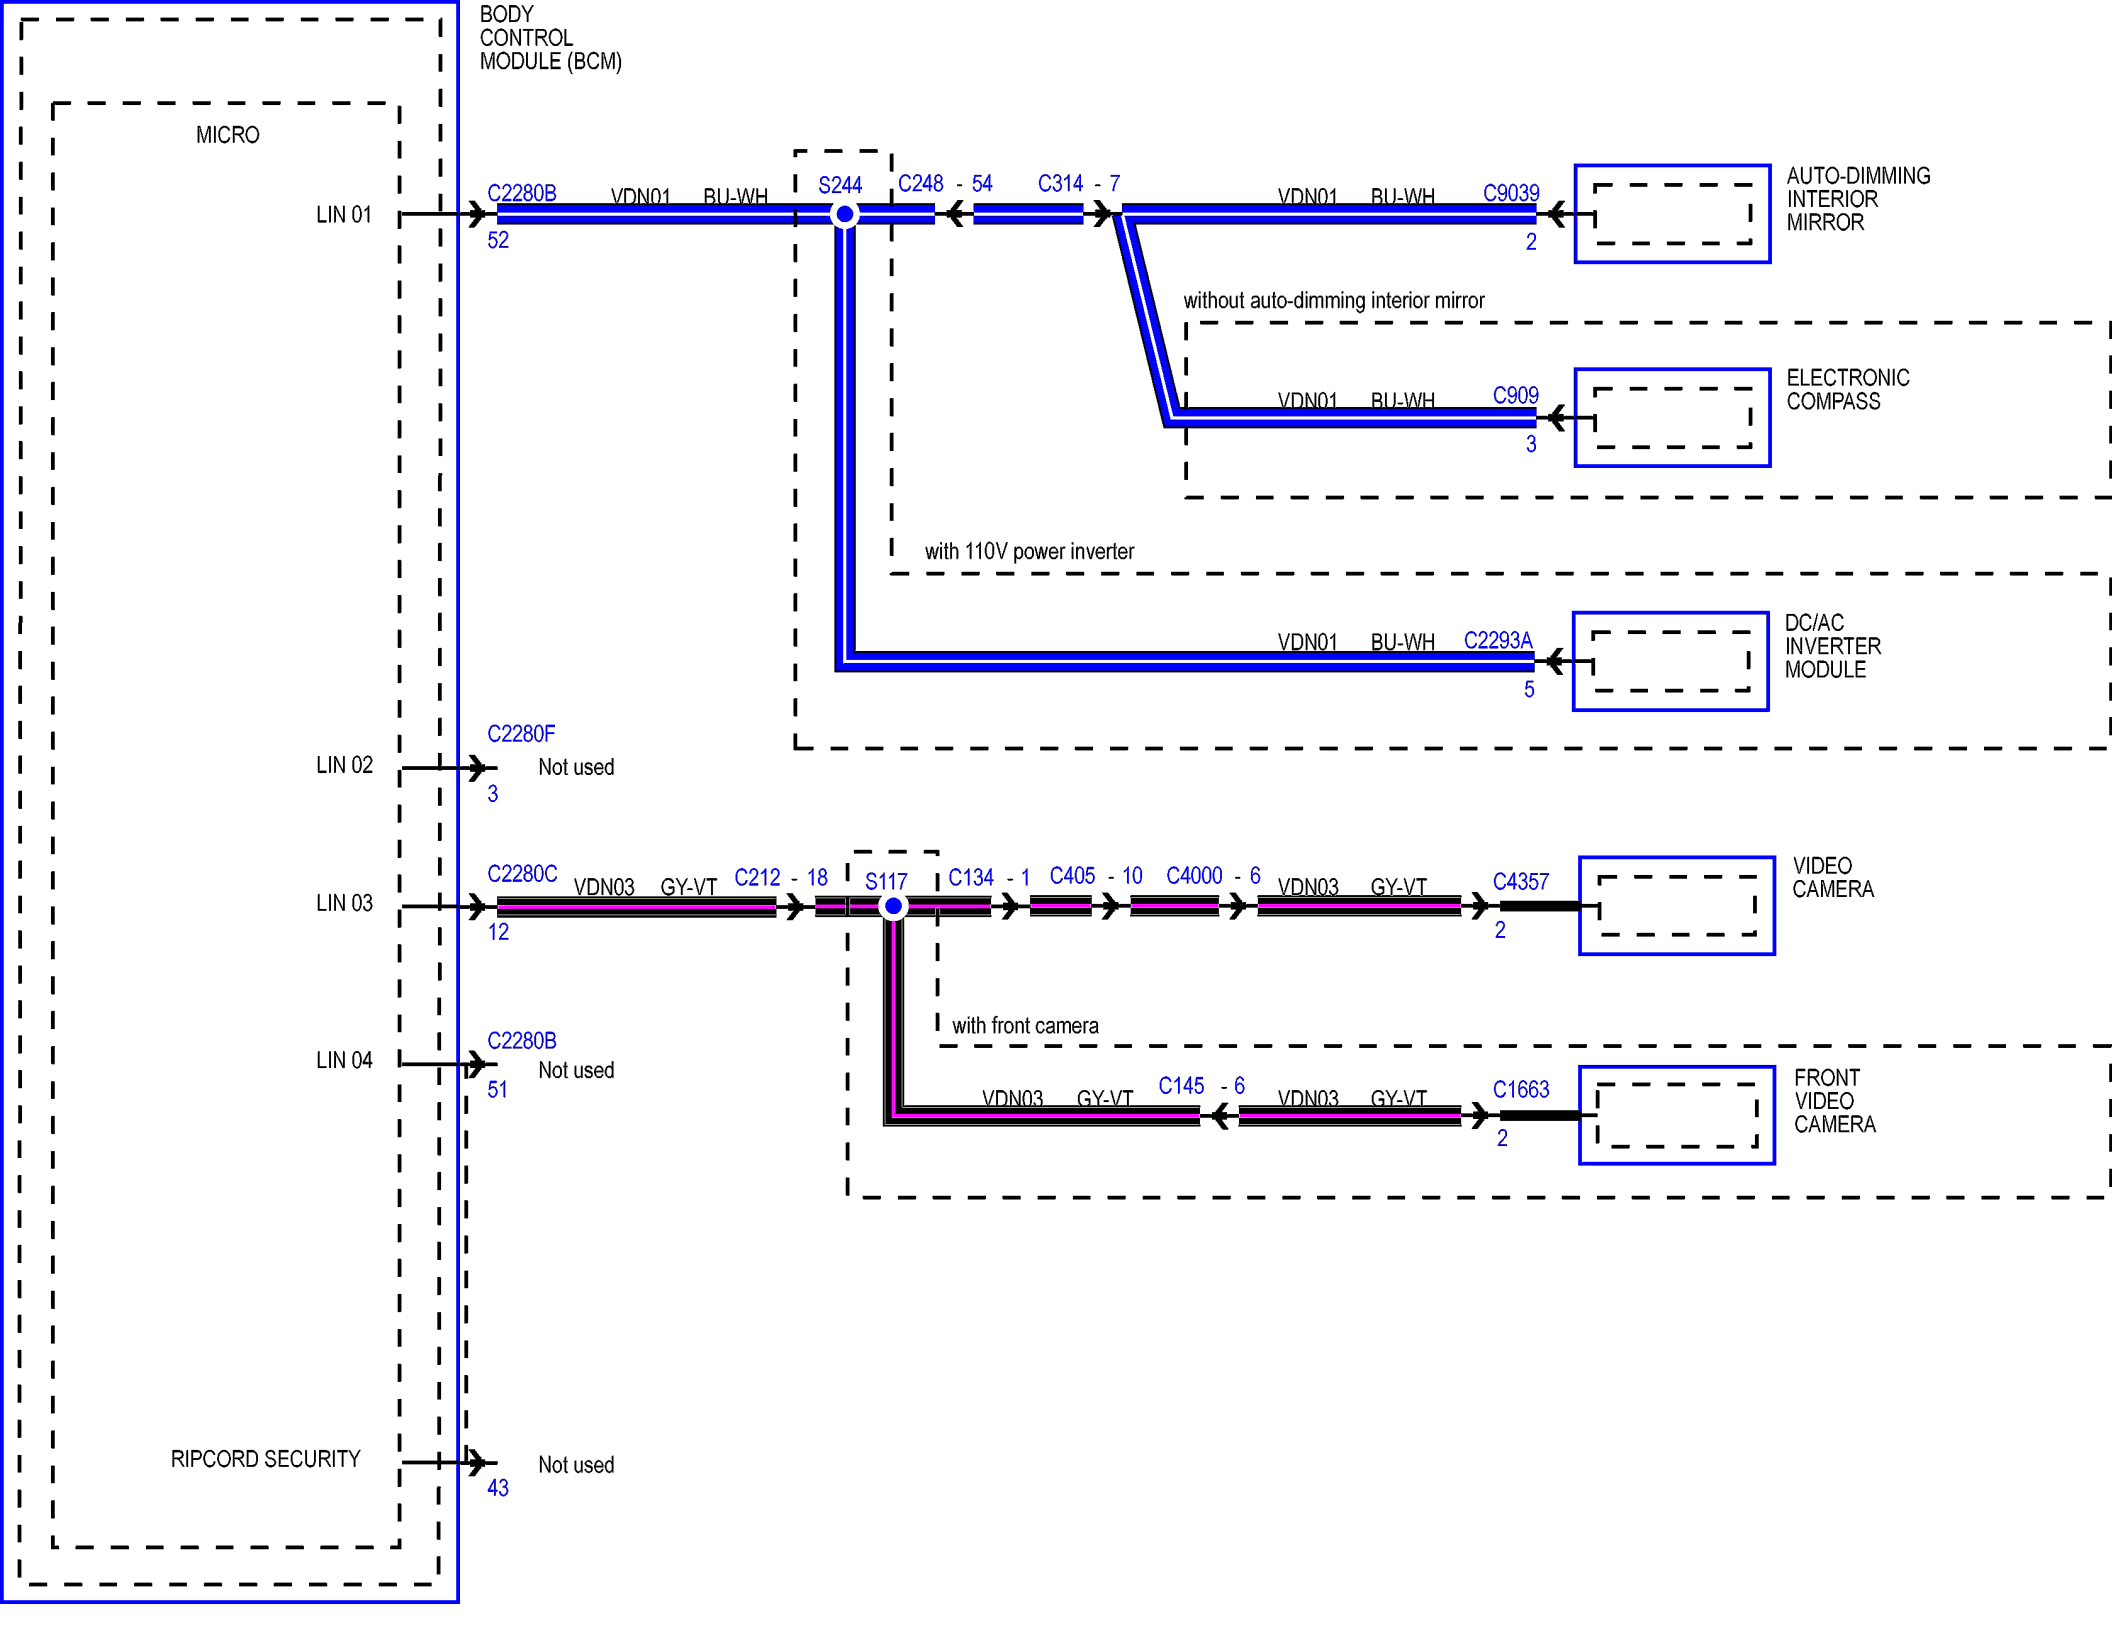 BODY
CONTROL
MODULE (BCM)
MICRO
LIN 01
C2280B
52
VDN01 BU-WH
S244
C248 - 54
C314 - 7
VDN01 BU-WH
C9039
2
AUTO-DIMMING
INTERIOR
MIRROR
without auto-dimming interior mirror
VDN01 BU-WH
C909
3
ELECTRONIC
COMPASS
with 110V power inverter
VDN01 BU-WH
C2293A
5
DC/AC
INVERTER
MODULE
LIN 02
C2280F
3
Not used
LIN 03
C2280C
12
VDN03 GY-VT
C212 - 18
S117
C134 - 1
C405 - 10
C4000 - 6
VDN03 GY-VT
C4357
2
VIDEO
CAMERA
with front camera
LIN 04
C2280B
51
Not used
VDN03 GY-VT
C145 - 6
VDN03 GY-VT
C1663
2
FRONT
VIDEO
CAMERA
RIPCORD SECURITY
43
Not used